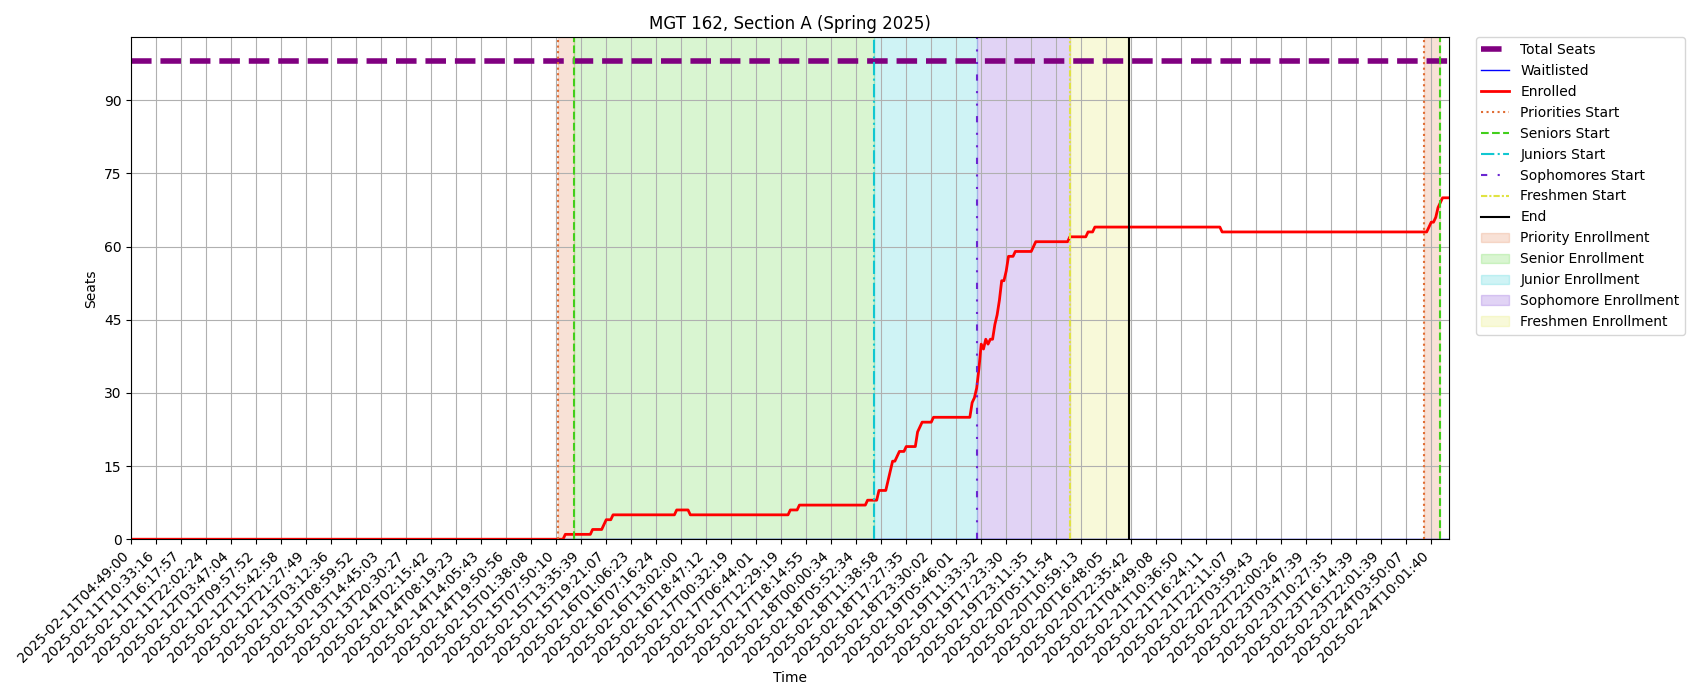 MGT 162, Section A (Spring 2025)
Total Seats
Waitlisted
Enrolled
Priorities Start
Seniors Start
Juniors Start
Sophomores Start
Freshmen Start
End
Priority Enrollment
Senior Enrollment
Junior Enrollment
Sophomore Enrollment
Freshmen Enrollment
Seats
90
75
60
45
30
15
0
2025-02-11T04:49:00
2025-02-11T10:33:16
2025-02-11T16:17:57
2025-02-11T22:02:24
2025-02-12T03:47:04
2025-02-12T09:57:52
2025-02-12T15:42:58
2025-02-12T21:27:49
2025-02-13T03:12:36
2025-02-13T08:59:52
2025-02-13T14:45:03
2025-02-13T20:30:27
2025-02-14T02:15:42
2025-02-14T08:19:23
2025-02-14T14:05:43
2025-02-14T19:50:56
2025-02-15T01:38:08
2025-02-15T07:50:10
2025-02-15T13:35:39
2025-02-15T19:21:07
2025-02-16T01:06:23
2025-02-16T07:16:24
2025-02-16T13:02:00
2025-02-16T18:47:12
2025-02-17T00:32:19
2025-02-17T06:44:01
2025-02-17T12:29:19
2025-02-17T18:14:55
2025-02-18T00:00:34
2025-02-18T05:52:34
2025-02-18T11:38:58
2025-02-18T17:27:35
2025-02-18T23:30:02
2025-02-19T05:46:01
2025-02-19T11:33:32
2025-02-19T17:23:30
2025-02-19T23:11:35
2025-02-20T05:11:54
2025-02-20T10:59:13
2025-02-20T16:48:05
2025-02-20T22:35:42
2025-02-21T04:49:08
2025-02-21T10:36:50
2025-02-21T16:24:11
2025-02-21T22:11:07
2025-02-22T03:59:43
2025-02-22T22:00:26
2025-02-23T03:47:39
2025-02-23T10:27:35
2025-02-23T16:14:39
2025-02-23T22:01:39
2025-02-24T03:50:07
2025-02-24T10:01:40
Time